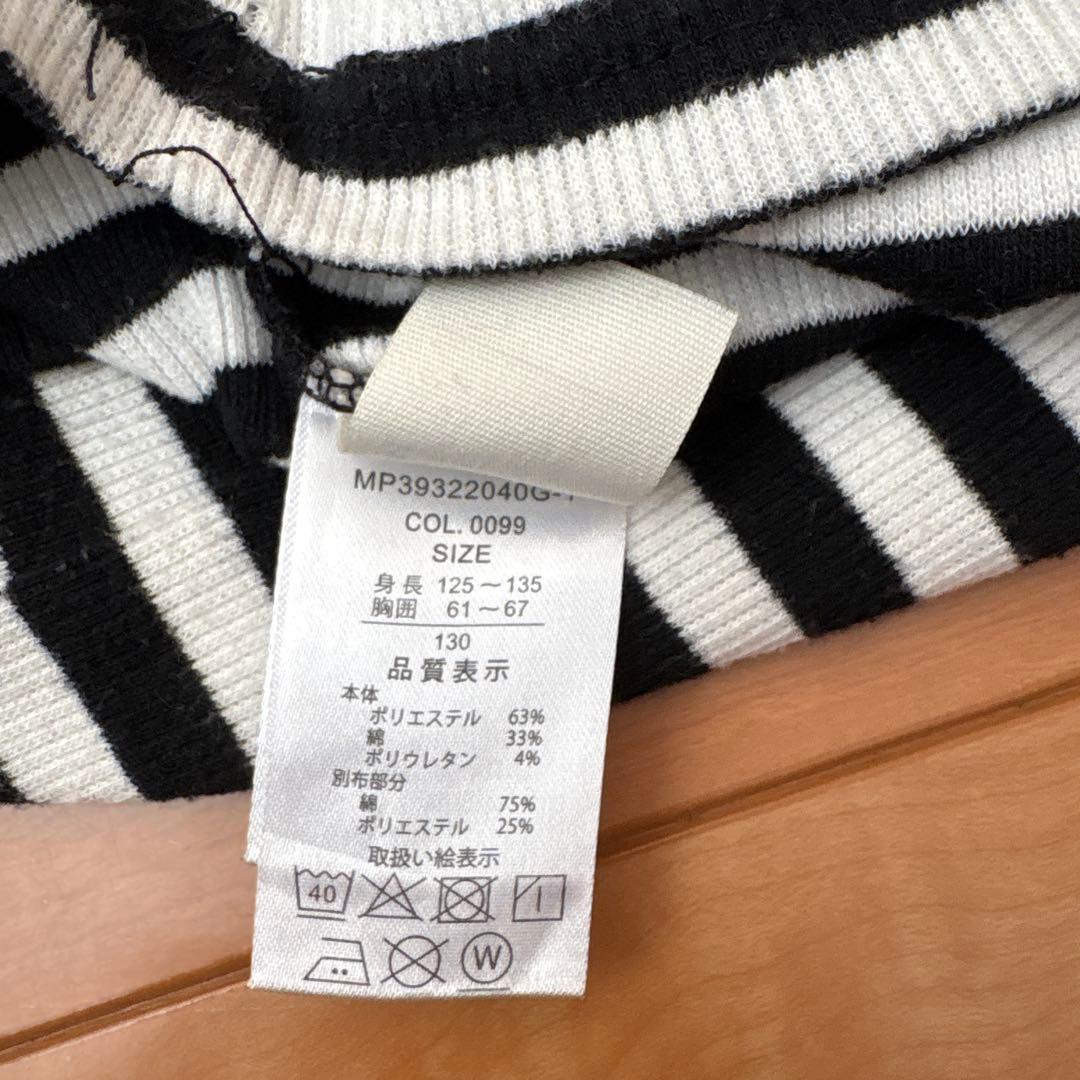 MP39322040G-1
COL. 0099
SIZE
身長 125〜135
胸囲 61〜67
130
品質表示
本体
ポリエステル 63%
綿 33%
ポリウレタン 4%
別布部分
綿 75%
ポリエステル 25%
取扱い絵表示
40
W